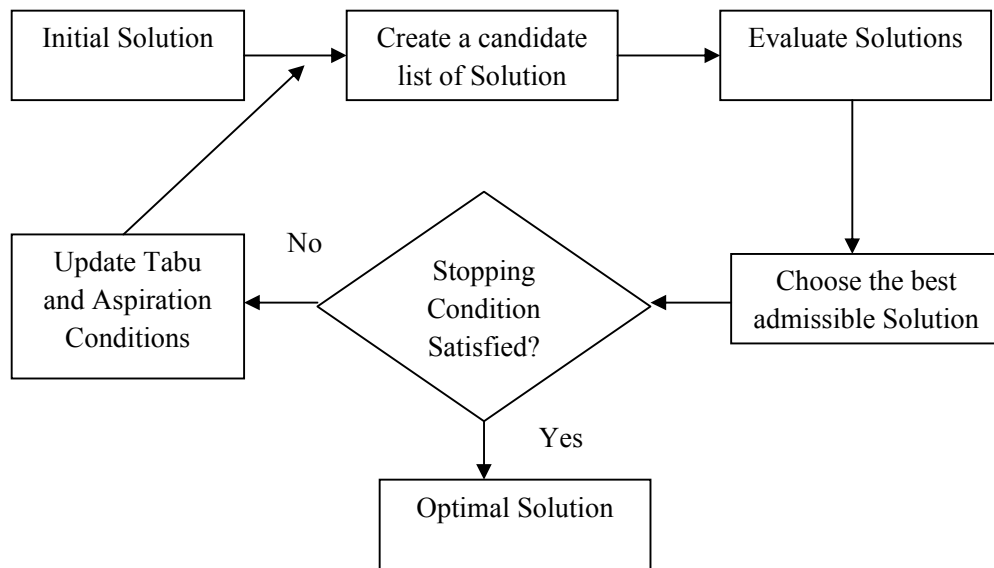 Initial Solution
Create a candidate
list of Solution
Evaluate Solutions
Update Tabu
and Aspiration
Conditions
No
Stopping
Condition
Satisfied?
Choose the best
admissible Solution
Yes
Optimal Solution